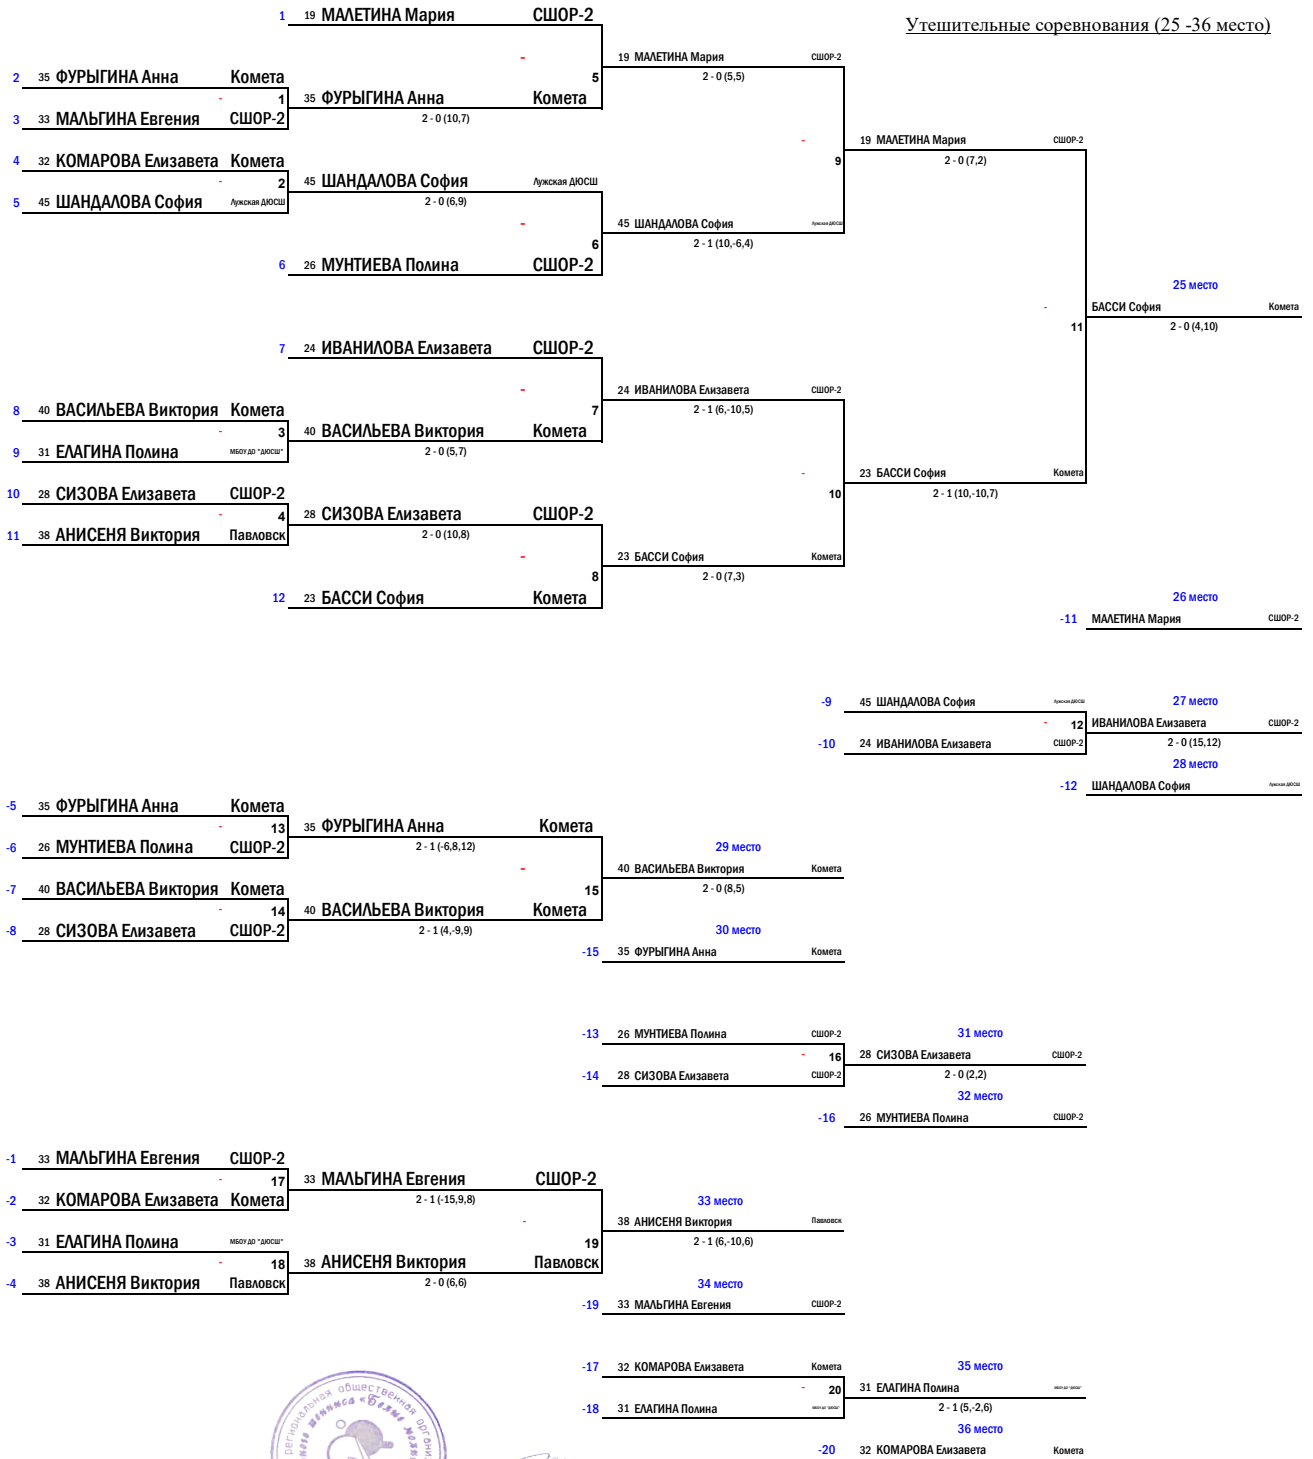 1 19 МАЛЕТИНА Мария СШОР-2
Утешительные соревнования (25 -36 место)
-
19 МАЛЕТИНА Мария СШОР-2
2 35 ФУРЫГИНА Анна Комета
5
2 - 0 (5,5)
- 1
35 ФУРЫГИНА Анна Комета
3 33 МАЛЬГИНА Евгения СШОР-2
2 - 0 (10,7)
-
19 МАЛЕТИНА Мария СШОР-2
4 32 КОМАРОВА Елизавета Комета
9
2 - 0 (7,2)
- 2
45 ШАНДАЛОВА София Лужская ДЮСШ
5 45 ШАНДАЛОВА София Лужская ДЮСШ
2 - 0 (6,9)
-
45 ШАНДАЛОВА София Лужская ДЮСШ
6
2 - 1 (10,-6,4)
6 26 МУНТИЕВА Полина СШОР-2
25 место
-
БАССИ София Комета
11
2 - 0 (4,10)
7 24 ИВАНИЛОВА Елизавета СШОР-2
-
24 ИВАНИЛОВА Елизавета СШОР-2
8 40 ВАСИЛЬЕВА Виктория Комета
7
2 - 1 (6,-10,5)
- 3
40 ВАСИЛЬЕВА Виктория Комета
9 31 ЕЛАГИНА Полина МБОУ ДО "ДЮСШ"
2 - 0 (5,7)
-
23 БАССИ София Комета
10 28 СИЗОВА Елизавета СШОР-2
10
2 - 1 (10,-10,7)
- 4
28 СИЗОВА Елизавета СШОР-2
11 38 АНИСЕНЯ Виктория Павловск
2 - 0 (10,8)
-
23 БАССИ София Комета
8
2 - 0 (7,3)
12 23 БАССИ София Комета
26 место
-11 МАЛЕТИНА Мария СШОР-2
-9 45 ШАНДАЛОВА София Лужская ДЮСШ
27 место
- 12
ИВАНИЛОВА Елизавета СШОР-2
-10 24 ИВАНИЛОВА Елизавета СШОР-2
2 - 0 (15,12)
28 место
-12 ШАНДАЛОВА София Лужская ДЮСШ
-5 35 ФУРЫГИНА Анна Комета
- 13
35 ФУРЫГИНА Анна Комета
-6 26 МУНТИЕВА Полина СШОР-2
2 - 1 (-6,8,12)
29 место
-
40 ВАСИЛЬЕВА Виктория Комета
-7 40 ВАСИЛЬЕВА Виктория Комета
15
2 - 0 (8,5)
- 14
40 ВАСИЛЬЕВА Виктория Комета
-8 28 СИЗОВА Елизавета СШОР-2
2 - 1 (4,-9,9)
30 место
-15 35 ФУРЫГИНА Анна Комета
-13 26 МУНТИЕВА Полина СШОР-2
31 место
- 16
28 СИЗОВА Елизавета СШОР-2
-14 28 СИЗОВА Елизавета СШОР-2
2 - 0 (2,2)
32 место
-16 26 МУНТИЕВА Полина СШОР-2
-1 33 МАЛЬГИНА Евгения СШОР-2
- 17
33 МАЛЬГИНА Евгения СШОР-2
-2 32 КОМАРОВА Елизавета Комета
2 - 1 (-15,9,8)
33 место
-
38 АНИСЕНЯ Виктория Павловск
-3 31 ЕЛАГИНА Полина МБОУ ДО "ДЮСШ"
19
2 - 1 (6,-10,6)
- 18
38 АНИСЕНЯ Виктория Павловск
-4 38 АНИСЕНЯ Виктория Павловск
2 - 0 (6,6)
34 место
-19 33 МАЛЬГИНА Евгения СШОР-2
-17 32 КОМАРОВА Елизавета Комета
35 место
- 20
31 ЕЛАГИНА Полина МБОУ ДО "ДЮСШ"
-18 31 ЕЛАГИНА Полина МБОУ ДО "ДЮСШ"
2 - 1 (5,-2,6)
36 место
-20 32 КОМАРОВА Елизавета Комета
региональная общественная